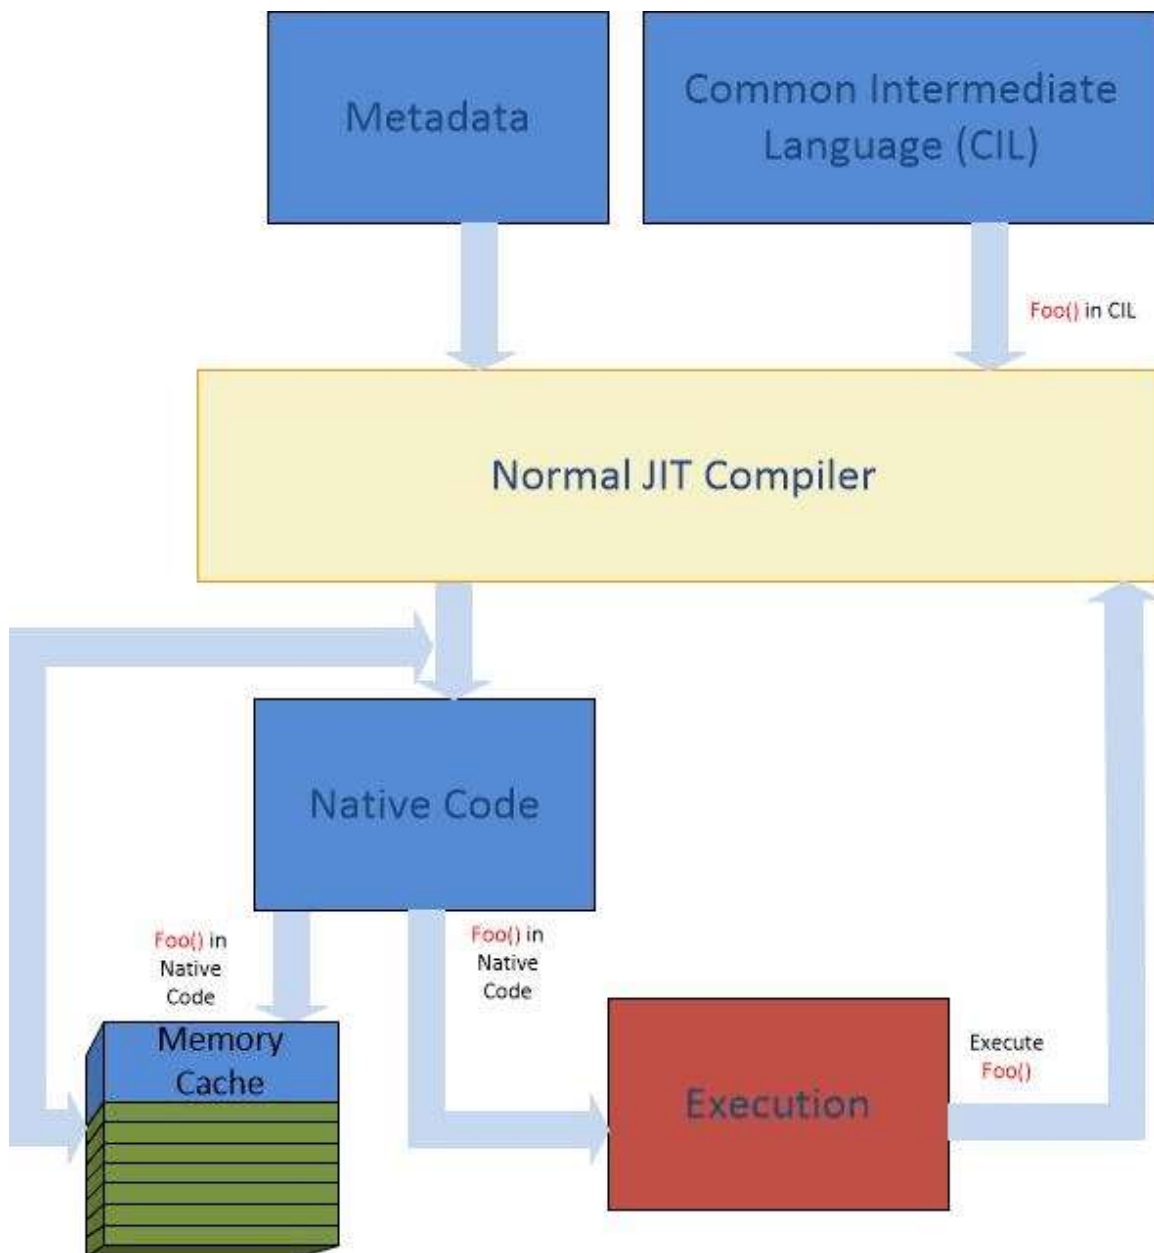 Metadata
Common Intermediate
Language (CIL)
Foo() in CIL
Normal JIT Compiler
Native Code
Foo() in
Native
Code
Foo() in
Native
Code
Memory
Cache
Execution
Execute
Foo()